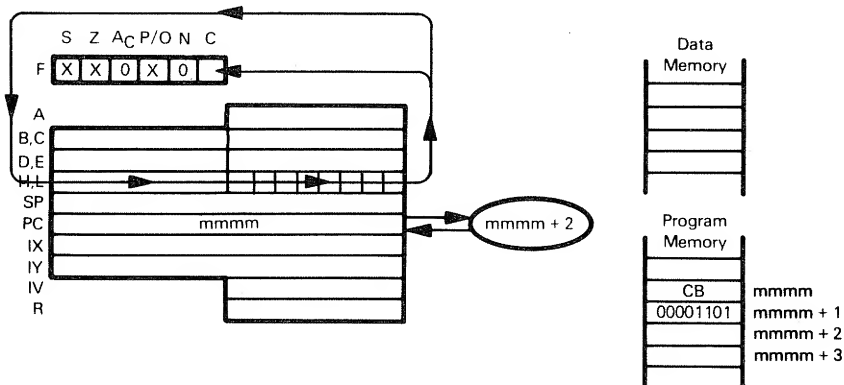 S Z AC P/O N C
F X X 0 X 0
A
B,C
D,E
H,L
SP
PC mmmm mmmm + 2
IX
IY
IV
R
Data
Memory
Program
Memory
CB mmmm
00001101 mmmm + 1
mmmm + 2
mmmm + 3